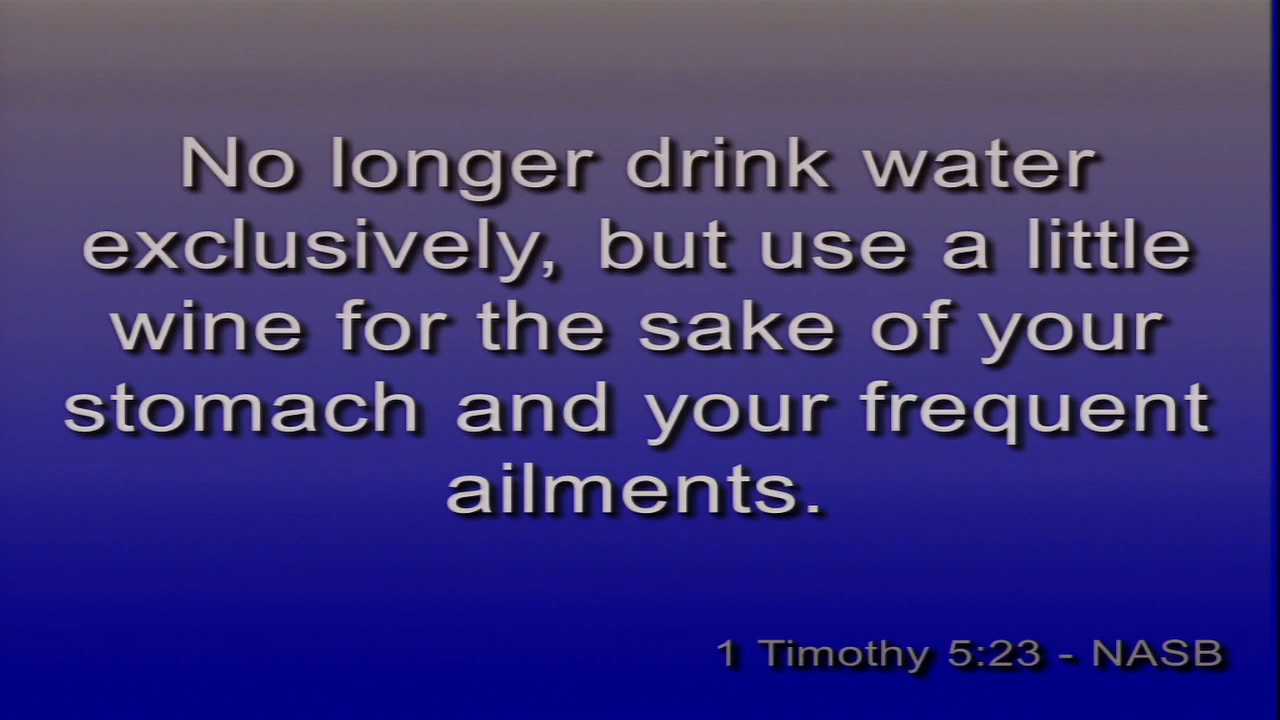 No longer drink water
exclusively, but use a little
wine for the sake of your
stomach and your frequent
ailments.
1 Timothy 5:23 - NASB